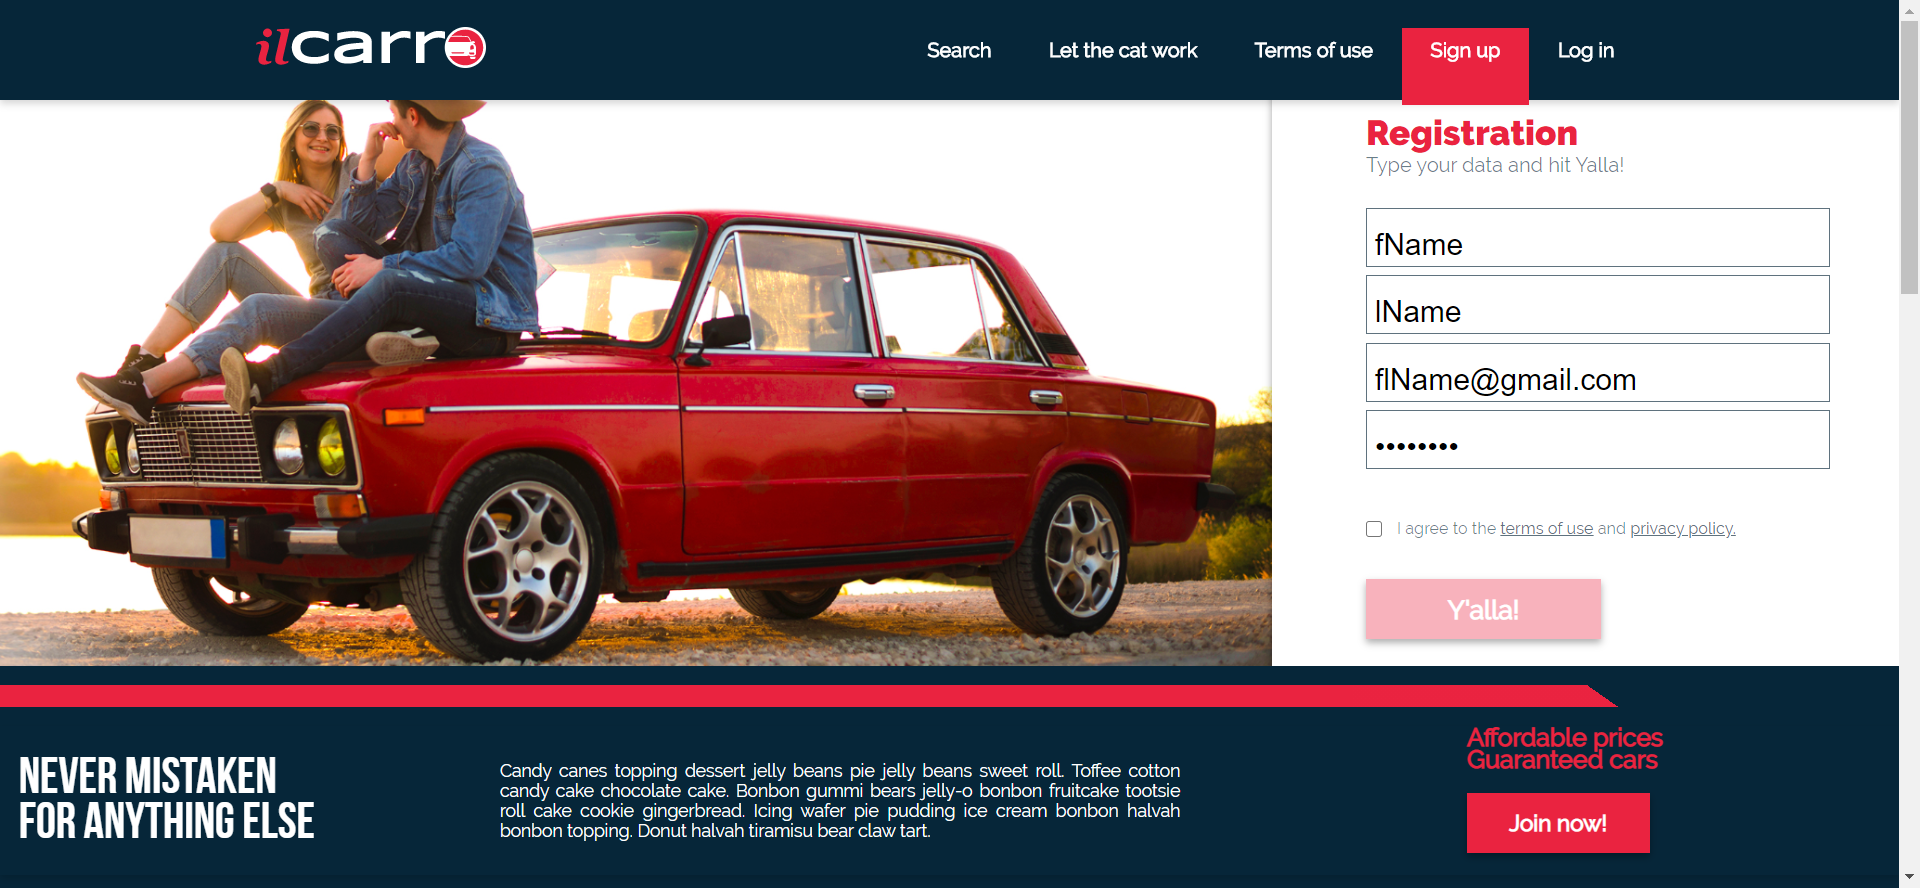 ilcarro
Search
Let the cat work
Terms of use
Sign up
Log in
Registration
Type your data and hit Yalla!
fName
lName
flName@gmail.com
••••••••
I agree to the terms of use and privacy policy.
Y'alla!
NEVER MISTAKEN
FOR ANYTHING ELSE
Candy canes topping dessert jelly beans pie jelly beans sweet roll. Toffee cotton
candy cake chocolate cake. Bonbon gummi bears jelly-o bonbon fruitcake tootsie
roll cake cookie gingerbread. Icing wafer pie pudding ice cream bonbon halvah
bonbon topping. Donut halvah tiramisu bear claw tart.
Affordable prices
Guaranteed cars
Join now!